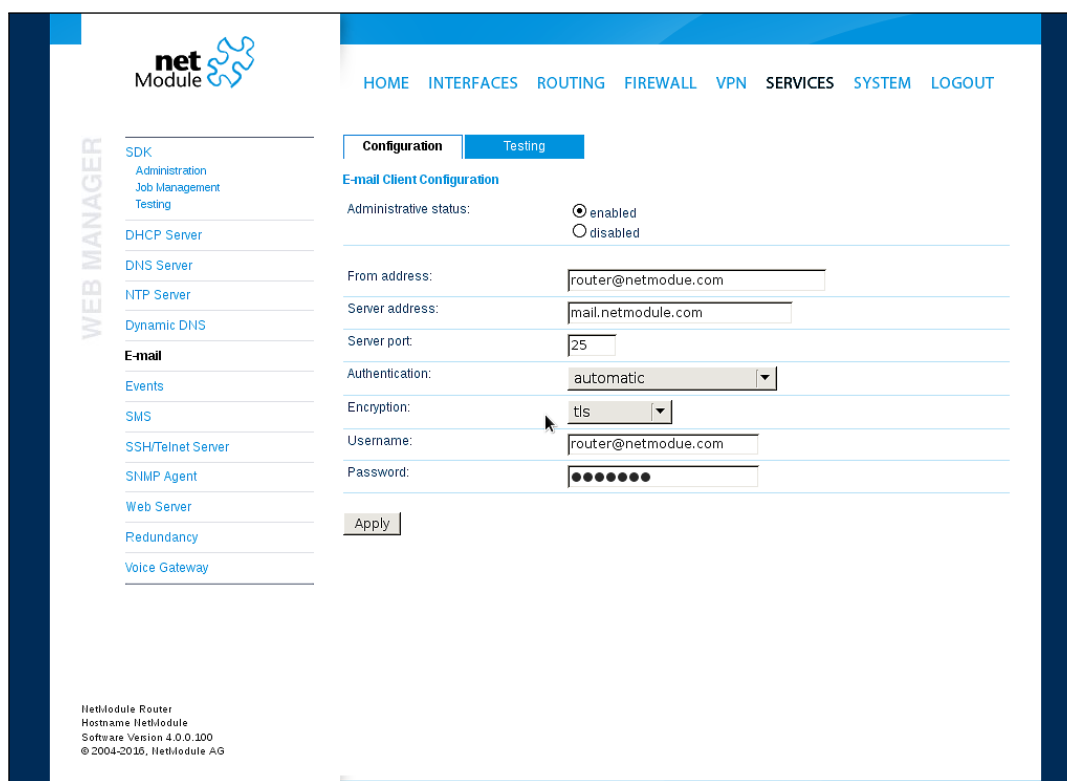 net
Module
HOME INTERFACES ROUTING FIREWALL VPN SERVICES SYSTEM LOGOUT
WEB MANAGER
SDK
Administration
Job Management
Testing
DHCP Server
DNS Server
NTP Server
Dynamic DNS
E-mail
Events
SMS
SSH/Telnet Server
SNMP Agent
Web Server
Redundancy
Voice Gateway
Configuration Testing
E-mail Client Configuration
Administrative status: enabled
disabled
From address: router@netmodue.com
Server address: mail.netmodule.com
Server port: 25
Authentication: automatic
Encryption: tls
Username: router@netmodue.com
Password: ●●●●●●●
Apply
NetModule Router
Hostname NetModule
Software Version 4.0.0.100
© 2004-2016, NetModule AG